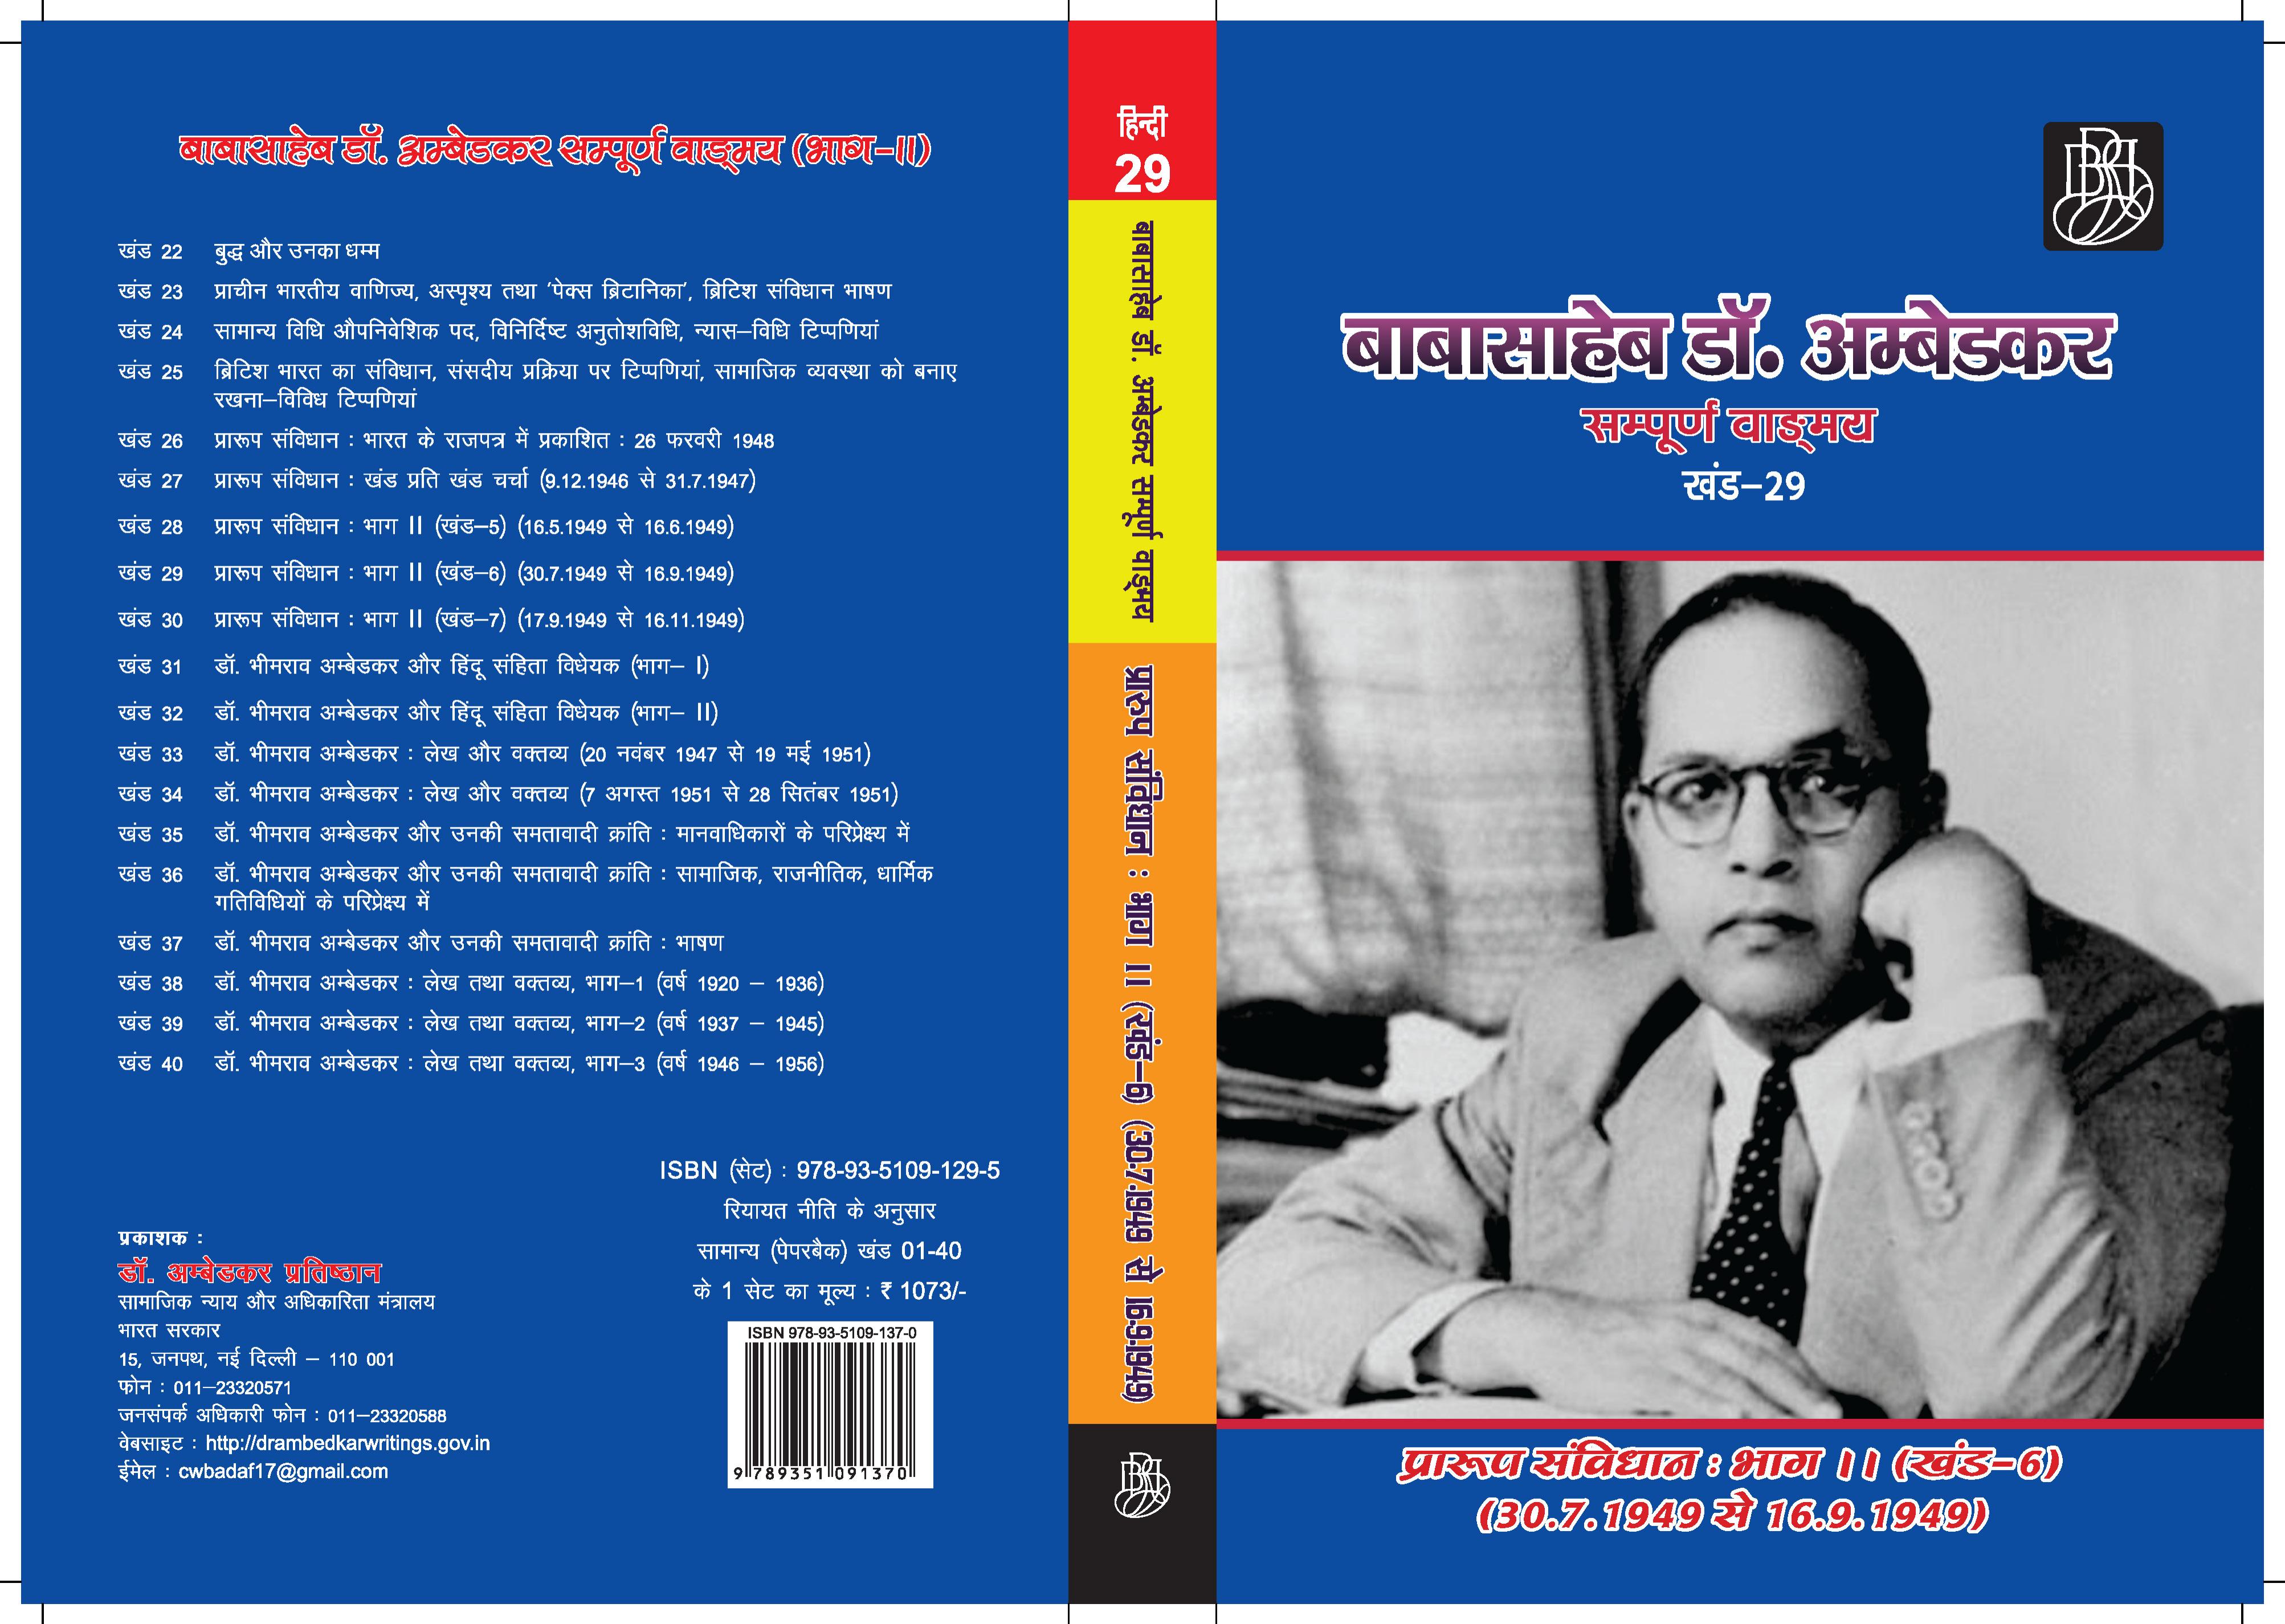 बाबासाहेब डॉ. अम्बेडकर सम्पूर्ण वाङ्मय (भाग-II)
खंड 22 बुद्ध और उनका धम्म
खंड 23 प्राचीन भारतीय वाणिज्य, अस्पृश्य तथा 'पेक्स ब्रिटानिका', ब्रिटिश संविधान भाषण
खंड 24 सामान्य विधि औपनिवेशिक पद, विनिर्दिष्ट अनुतोशविधि, न्यास–विधि टिप्पणियां
खंड 25 ब्रिटिश भारत का संविधान, संसदीय प्रक्रिया पर टिप्पणियां, सामाजिक व्यवस्था को बनाए
रखना–विविध टिप्पणियां
खंड 26 प्रारूप संविधान : भारत के राजपत्र में प्रकाशित : 26 फरवरी 1948
खंड 27 प्रारूप संविधान : खंड प्रति खंड चर्चा (9.12.1946 से 31.7.1947)
खंड 28 प्रारूप संविधान : भाग II (खंड–5) (16.5.1949 से 16.6.1949)
खंड 29 प्रारूप संविधान : भाग II (खंड–6) (30.7.1949 से 16.9.1949)
खंड 30 प्रारूप संविधान : भाग II (खंड–7) (17.9.1949 से 16.11.1949)
खंड 31 डॉ. भीमराव अम्बेडकर और हिंदू संहिता विधेयक (भाग– I)
खंड 32 डॉ. भीमराव अम्बेडकर और हिंदू संहिता विधेयक (भाग– II)
खंड 33 डॉ. भीमराव अम्बेडकर : लेख और वक्तव्य (20 नवंबर 1947 से 19 मई 1951)
खंड 34 डॉ. भीमराव अम्बेडकर : लेख और वक्तव्य (7 अगस्त 1951 से 28 सितंबर 1951)
खंड 35 डॉ. भीमराव अम्बेडकर और उनकी समतावादी क्रांति : मानवाधिकारों के परिप्रेक्ष्य में
खंड 36 डॉ. भीमराव अम्बेडकर और उनकी समतावादी क्रांति : सामाजिक, राजनीतिक, धार्मिक
गतिविधियों के परिप्रेक्ष्य में
खंड 37 डॉ. भीमराव अम्बेडकर और उनकी समतावादी क्रांति : भाषण
खंड 38 डॉ. भीमराव अम्बेडकर : लेख तथा वक्तव्य, भाग–1 (वर्ष 1920 – 1936)
खंड 39 डॉ. भीमराव अम्बेडकर : लेख तथा वक्तव्य, भाग–2 (वर्ष 1937 – 1945)
खंड 40 डॉ. भीमराव अम्बेडकर : लेख तथा वक्तव्य, भाग–3 (वर्ष 1946 – 1956)
ISBN (सेट) : 978-93-5109-129-5
रियायत नीति के अनुसार
सामान्य (पेपरबैक) खंड 01-40
के 1 सेट का मूल्य : ₹ 1073/-
ISBN 978-93-5109-137-0
9 789351 091370
प्रकाशक :
डॉ. अम्बेडकर प्रतिष्ठान
सामाजिक न्याय और अधिकारिता मंत्रालय
भारत सरकार
15, जनपथ, नई दिल्ली – 110 001
फोन : 011–23320571
जनसंपर्क अधिकारी फोन : 011–23320588
वेबसाइट : http://drambedkarwritings.gov.in
ईमेल : cwbadaf17@gmail.com
हिन्दी
29
बाबासाहेब डॉ. अम्बेडकर सम्पूर्ण वाङ्मय
प्रारुप संविधान : भाग II (खंड–6) (30.7.1949 से 16.9.1949)
बाबासाहेब डॉ. अम्बेडकर
सम्पूर्ण वाङ्मय
खंड–29
प्रारूप संविधान : भाग II (खंड-6)
(30.7.1949 से 16.9.1949)